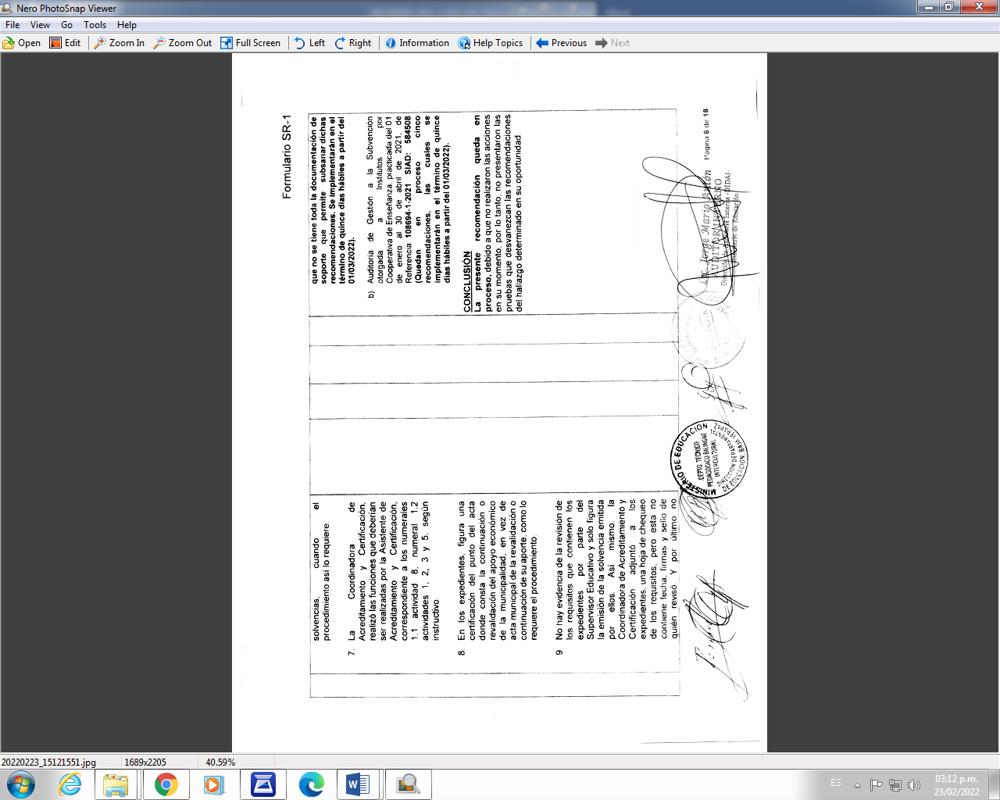 Nero PhotoSnap Viewer
File View Go Tools Help
Open Edit Zoom In Zoom Out Full Screen Left Right Information Help Topics Previous Next
Formulario SR-1
solvencias, cuando el
procedimiento así lo requiere
7. La Coordinadora de
Acreditamiento y Certificación,
realizó las funciones que deberían
ser realizadas por la Asistente de
Acreditamiento y Certificación,
correspondiente a los numerales
1.1 actividad 8, numeral 1.2
actividades 1, 2, 3 y 5, según
instructivo
8. En los expedientes, figura una
certificación del punto del acta
donde consta la continuación o
revalidación del apoyo económico
de la municipalidad, en vez de
acta municipal de la revalidación o
continuación de su aporte, como lo
requiere el procedimiento.
9 No hay evidencia de la revisión de
los requisitos que contienen los
expedientes por parte del
Supervisor Educativo y solo figura
la emisión de la solvencia emitida
por ellos. Así mismo, la
Coordinadora de Acreditamiento y
Certificación adjuntó a los
expedientes, una hoja de chequeo
de los requisitos, pero esta no
contiene fecha, firmas y sello de
quién revisó. Y por último no
que no se tiene toda la documentación de
soporte que permite subsanar dichas
recomendaciones. Se implementarán en el
término de quince días hábiles a partir del
01/03/2022).
b) Auditoría de Gestión a la Subvención
otorgada a Institutos por
Cooperativa de Enseñanza, practicada del 01
de enero al 30 de abril de 2021, de
Referencia 108694-1-2021 SIAD: 584508
(Quedan en proceso cinco
recomendaciones, las cuales se
implementarán en el término de quince
días hábiles a partir del 01/03/2022).
CONCLUSIÓN
La presente recomendación queda en
proceso, debido a que no realizaron las acciones
en su momento, por lo tanto, no presentaron las
pruebas que desvanezcan las recomendaciones
del hallazgo determinado en su oportunidad
MINISTERIO DE EDUCACION
DEPTO. TECNICO
PEDAGOGICO BILINGÜE
INTERCULTURAL
DIRECCION DEPARTAMENTAL
DE EDUCACION, BAJA VERAPAZ
Lic. Jorge Mario Antón
AUDITOR INTERNO
Dirección de Auditoría Interna -DIDAI-
Ministerio de Educación
Página 6 de 18
20220223_15121551.jpg 1689x2205 40.59%
ES 03:12 p.m.
23/02/2022